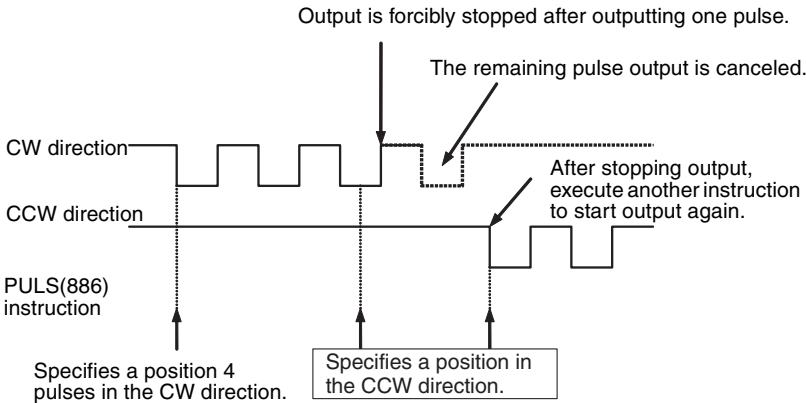 Output is forcibly stopped after outputting one pulse.
The remaining pulse output is canceled.
CW direction
After stopping output,
execute another instruction
to start output again.
CCW direction
PULS(886)
instruction
Specifies a position 4
pulses in the CW direction.
Specifies a position in
the CCW direction.